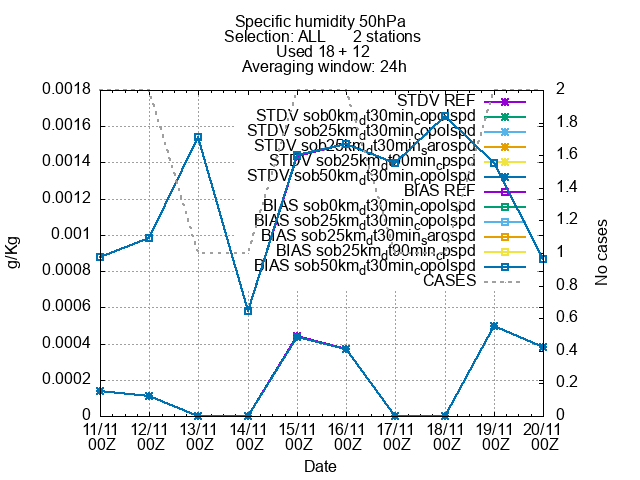 Specific humidity 50hPa
Selection: ALL 2 stations
Used 18 + 12
Averaging window: 24h
0.0018
0.0016
0.0014
0.0012
0.001
0.0008
0.0006
0.0004
0.0002
0
g/Kg
STDV REF
STDV sob0km_dt30min_copolspd
STDV sob25km_dt30min_copolspd
STDV sob25km_dt30min_sarospd
STDV sob25km_dt90min_cpspd
STDV sob50km_dt30min_copolspd
BIAS REF
BIAS sob0km_dt30min_copolspd
BIAS sob25km_dt30min_copolspd
BIAS sob25km_dt30min_sarospd
BIAS sob25km_dt90min_cpspd
BIAS sob50km_dt30min_copolspd
CASES
2
1.8
1.6
1.4
1.2
1
0.8
0.6
0.4
0.2
0
No cases
11/11 12/11 13/11 14/11 15/11 16/11 17/11 18/11 19/11 20/11
00Z 00Z 00Z 00Z 00Z 00Z 00Z 00Z 00Z 00Z
Date